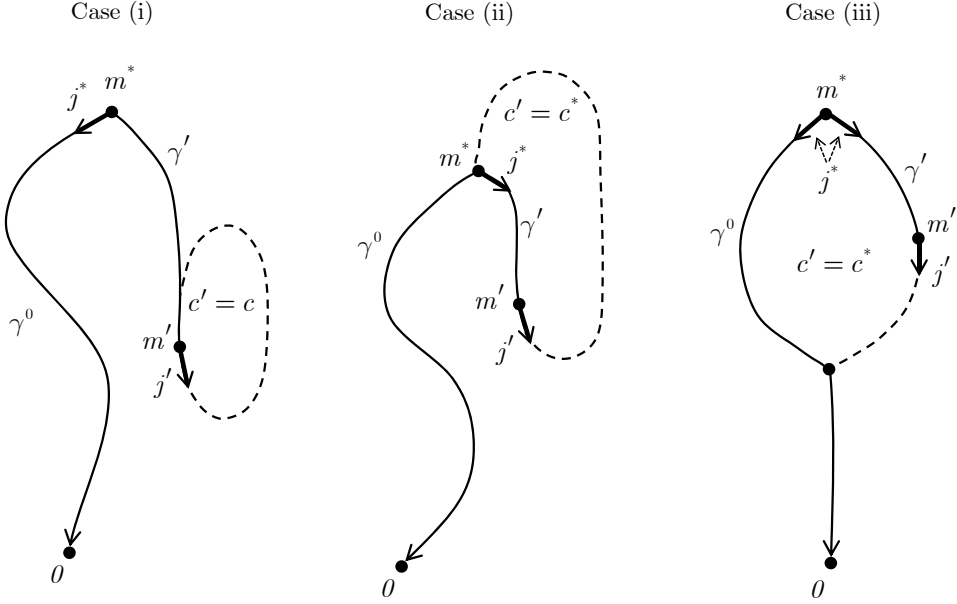 Case (i)
m*
j*
γ′
γ⁰
c′ = c
m′
j′
0
Case (ii)
c′ = c*
m*
j*
γ′
γ⁰
m′
j′
0
Case (iii)
m*
j*
γ′
γ⁰
m′
c′ = c*
j′
0